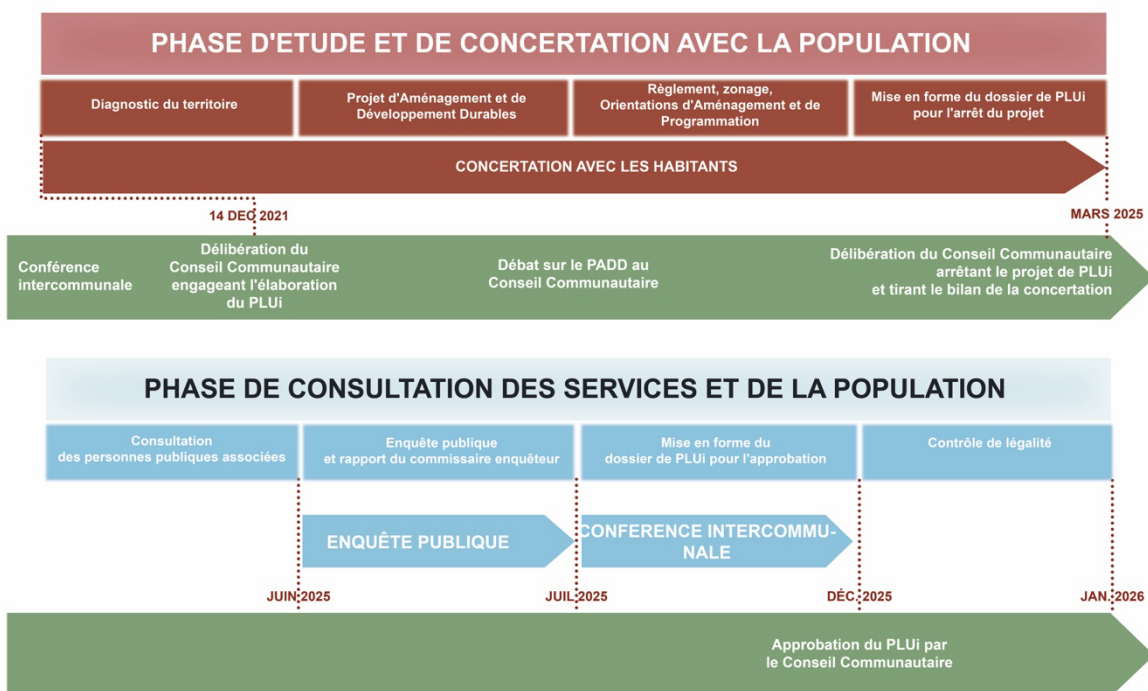 PHASE D'ETUDE ET DE CONCERTATION AVEC LA POPULATION
Diagnostic du territoire
Projet d'Aménagement et de
Développement Durables
Règlement, zonage,
Orientations d'Aménagement et de
Programmation
Mise en forme du dossier de PLUi
pour l'arrêt du projet
CONCERTATION AVEC LES HABITANTS
14 DEC 2021
MARS 2025
Conférence
intercommunale
Délibération du
Conseil Communautaire
engageant l'élaboration
du PLUi
Débat sur le PADD au
Conseil Communautaire
Délibération du Conseil Communautaire
arrêtant le projet de PLUi
et tirant le bilan de la concertation
PHASE DE CONSULTATION DES SERVICES ET DE LA POPULATION
Consultation
des personnes publiques associées
Enquête publique
et rapport du commissaire enquêteur
Mise en forme du
dossier de PLUi pour l'approbation
Contrôle de légalité
ENQUÊTE PUBLIQUE
CONFERENCE INTERCOMMU-
NALE
JUIN 2025
JUIL 2025
DÉC. 2025
JAN. 2026
Approbation du PLUi par
le Conseil Communautaire